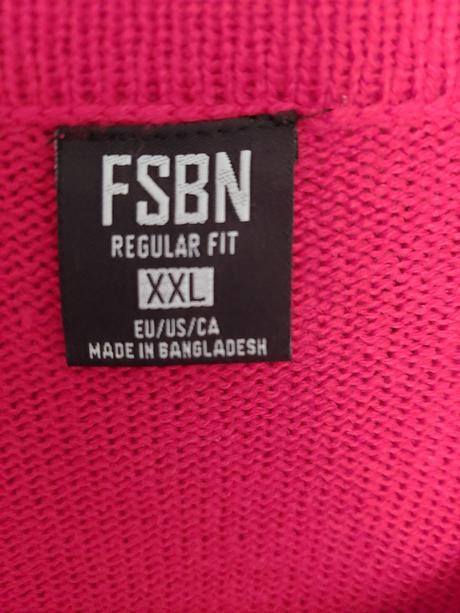 FSBN
REGULAR FIT
XXL
EU/US/CA
MADE IN BANGLADESH